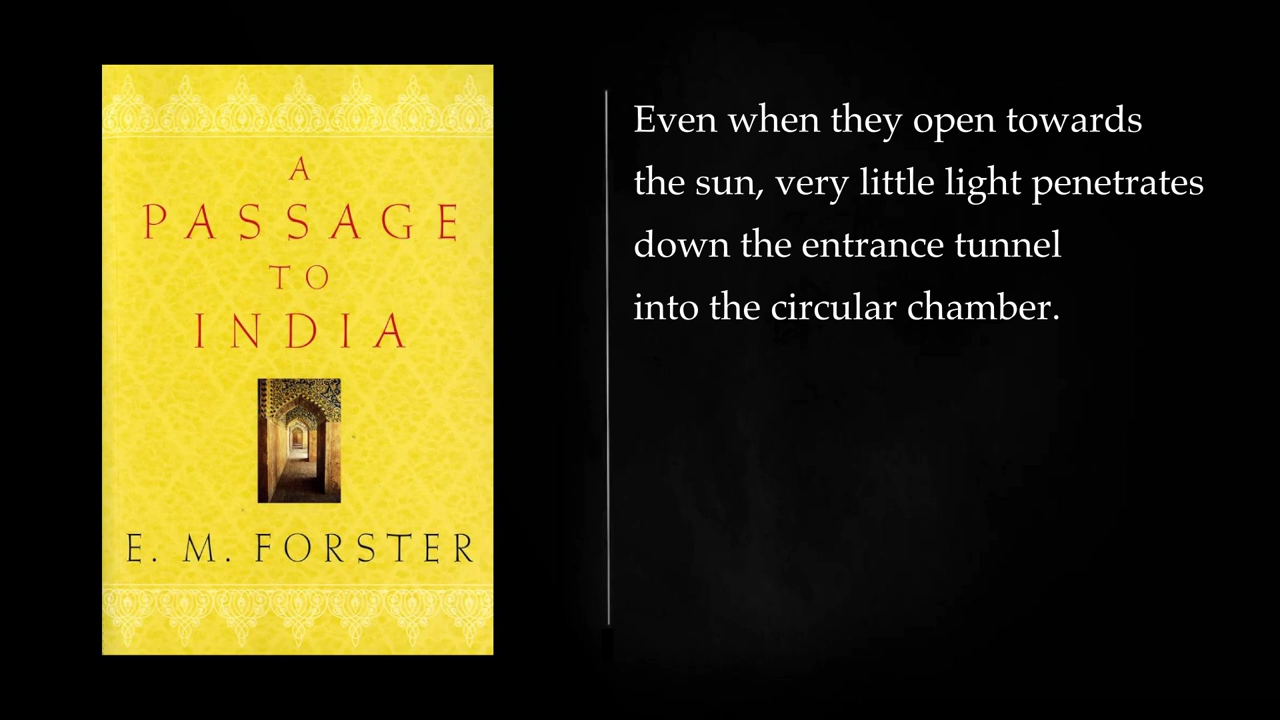 A
PASSAGE
TO
INDIA
E. M. FORSTER
Even when they open towards
the sun, very little light penetrates
down the entrance tunnel
into the circular chamber.